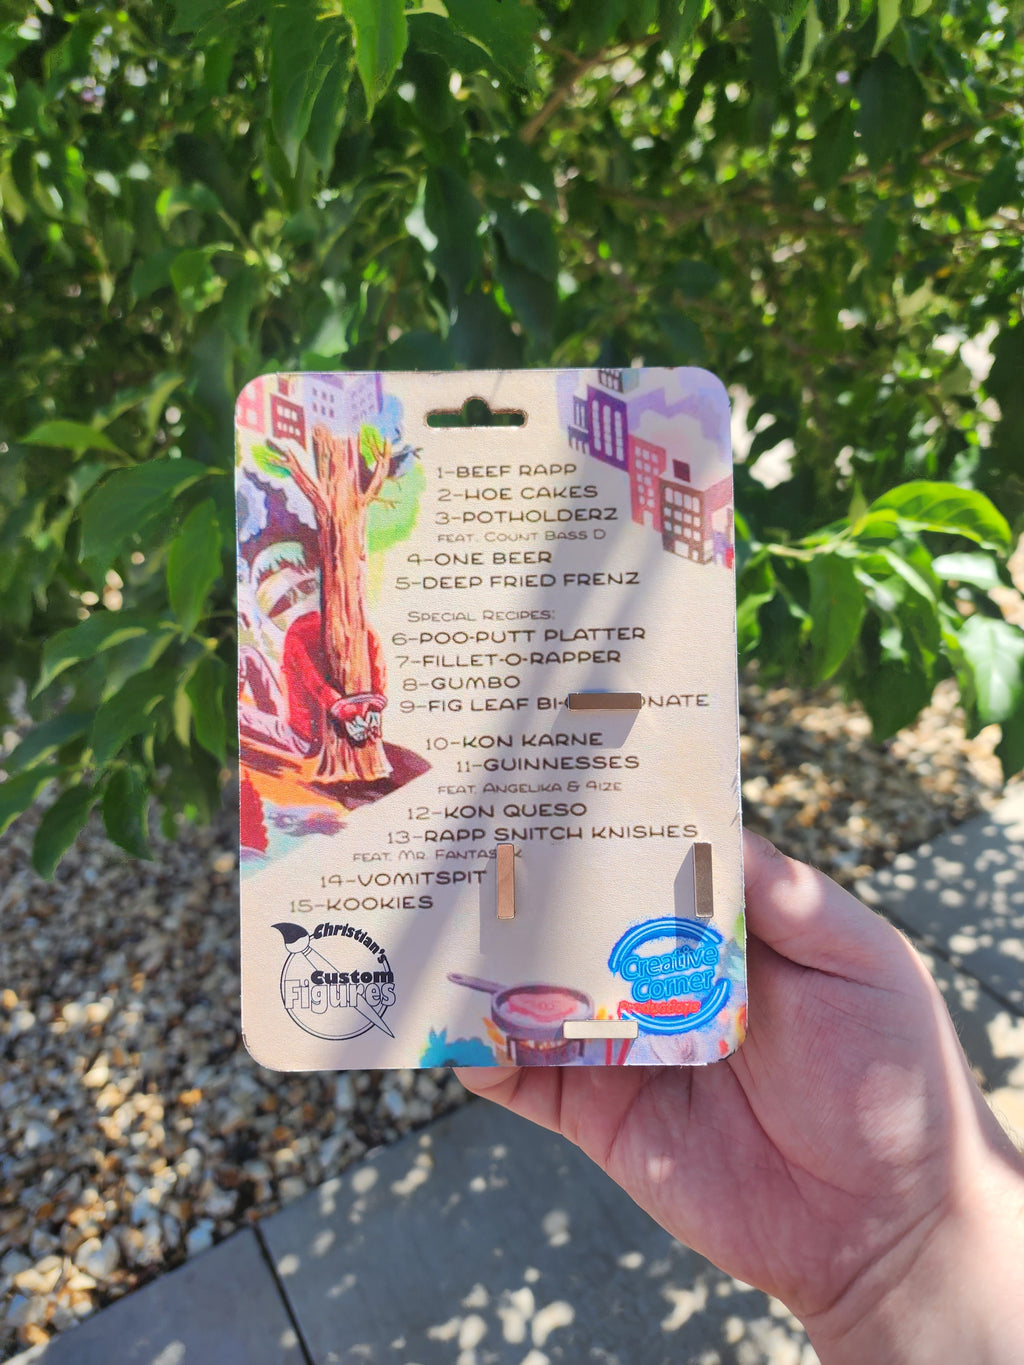 1-BEEF RAPP
2-HOE CAKES
3-POTHOLDERZ
FEAT. COUNT BASS D
4-ONE BEER
5-DEEP FRIED FRENZ
SPECIAL RECIPES:
6-POO-PUTT PLATTER
7-FILLET-O-RAPPER
8-GUMBO
9-FIG LEAF
10-KON KARNE
11-GUINNESSES
FEAT. ANGELIKA & 4IZE
12-KON QUESO
13-RAPP SNITCH KNISHES
FEAT. MR.
14-VOMITSPIT
15-KOOKIES
Christian's
Custom
Figures
Creative
Corner
Productions